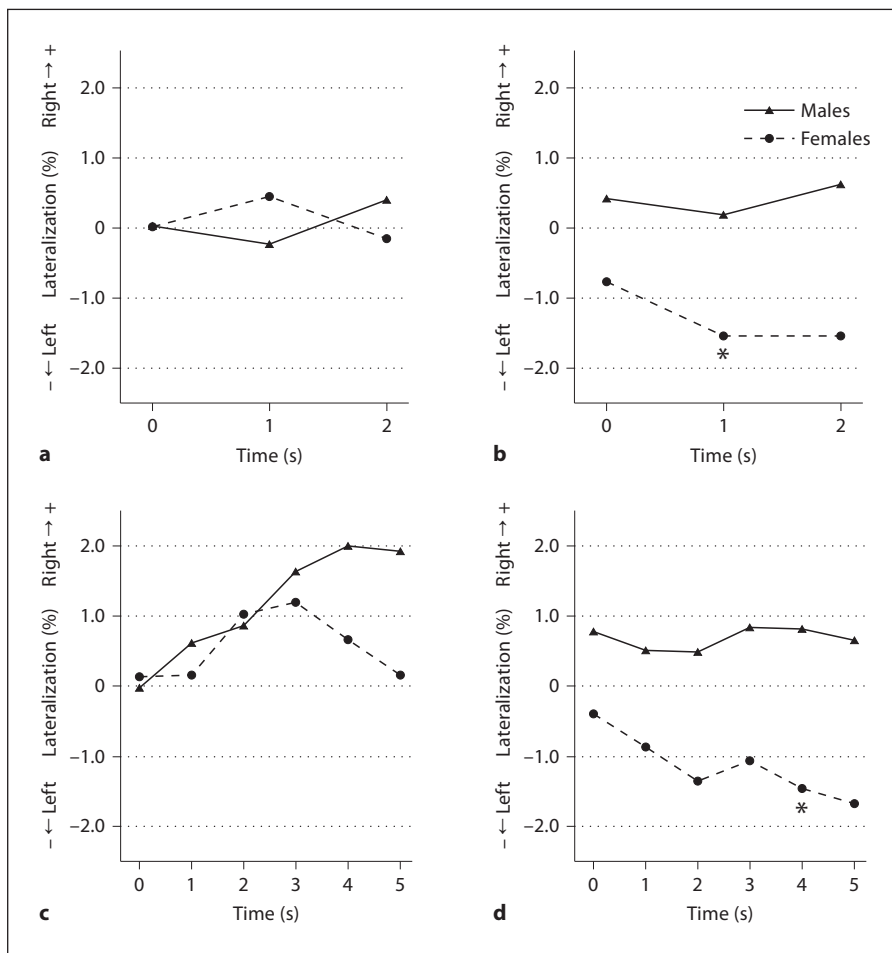 – ← Left Lateralization (%) Right → +
2.0
1.0
0
–1.0
–2.0
0 1 2
Time (s)
a
– ← Left Lateralization (%) Right → +
2.0
1.0
0
–1.0
–2.0
Males
Females
*
0 1 2
Time (s)
b
– ← Left Lateralization (%) Right → +
2.0
1.0
0
–1.0
–2.0
0 1 2 3 4 5
Time (s)
c
– ← Left Lateralization (%) Right → +
2.0
1.0
0
–1.0
–2.0
*
0 1 2 3 4 5
Time (s)
d